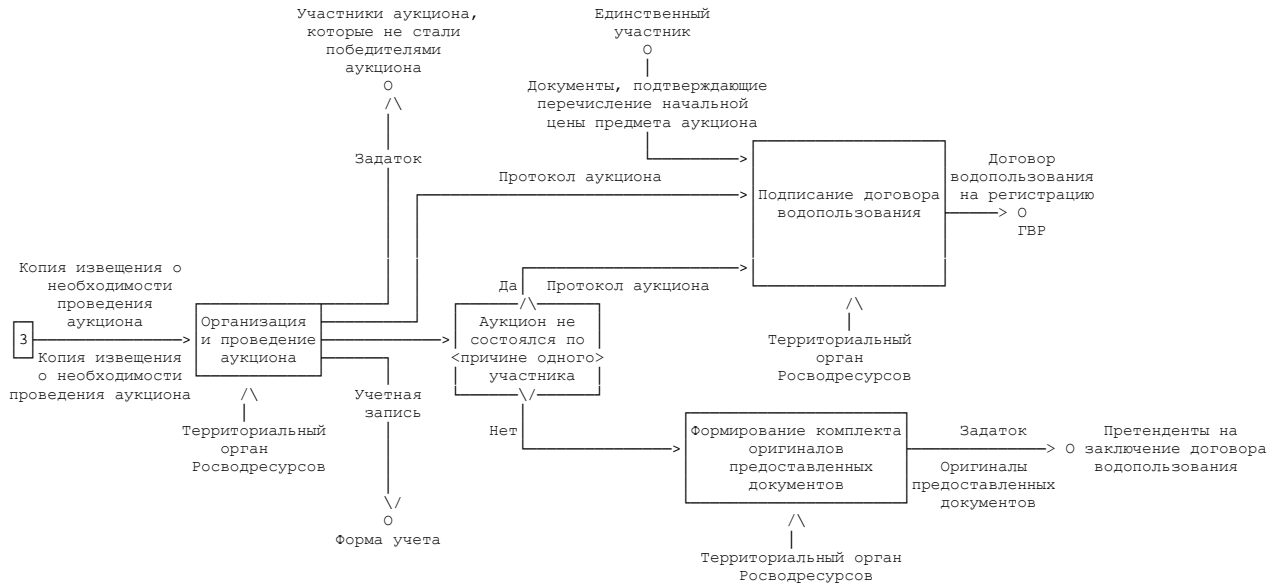 Участники аукциона,
которые не стали
победителями
аукциона
О
Единственный
участник
О
Документы, подтверждающие
перечисление начальной
цены предмета аукциона
Задаток
Протокол аукциона
Подписание договора
водопользования
Договор
водопользования
на регистрацию
О
ГВР
Копия извещения о
необходимости
проведения
аукциона
3
Копия извещения
о необходимости
проведения аукциона
Организация
и проведение
аукциона
Территориальный
орган
Росводресурсов
Учетная
запись
О
Форма учета
Да
Протокол аукциона
Аукцион не
состоялся по
<причине одного>
участника
Нет
Территориальный
орган
Росводресурсов
Формирование комплекта
оригиналов
предоставленных
документов
Задаток
Оригиналы
предоставленных
документов
Претенденты на
О заключение договора
водопользования
Территориальный орган
Росводресурсов